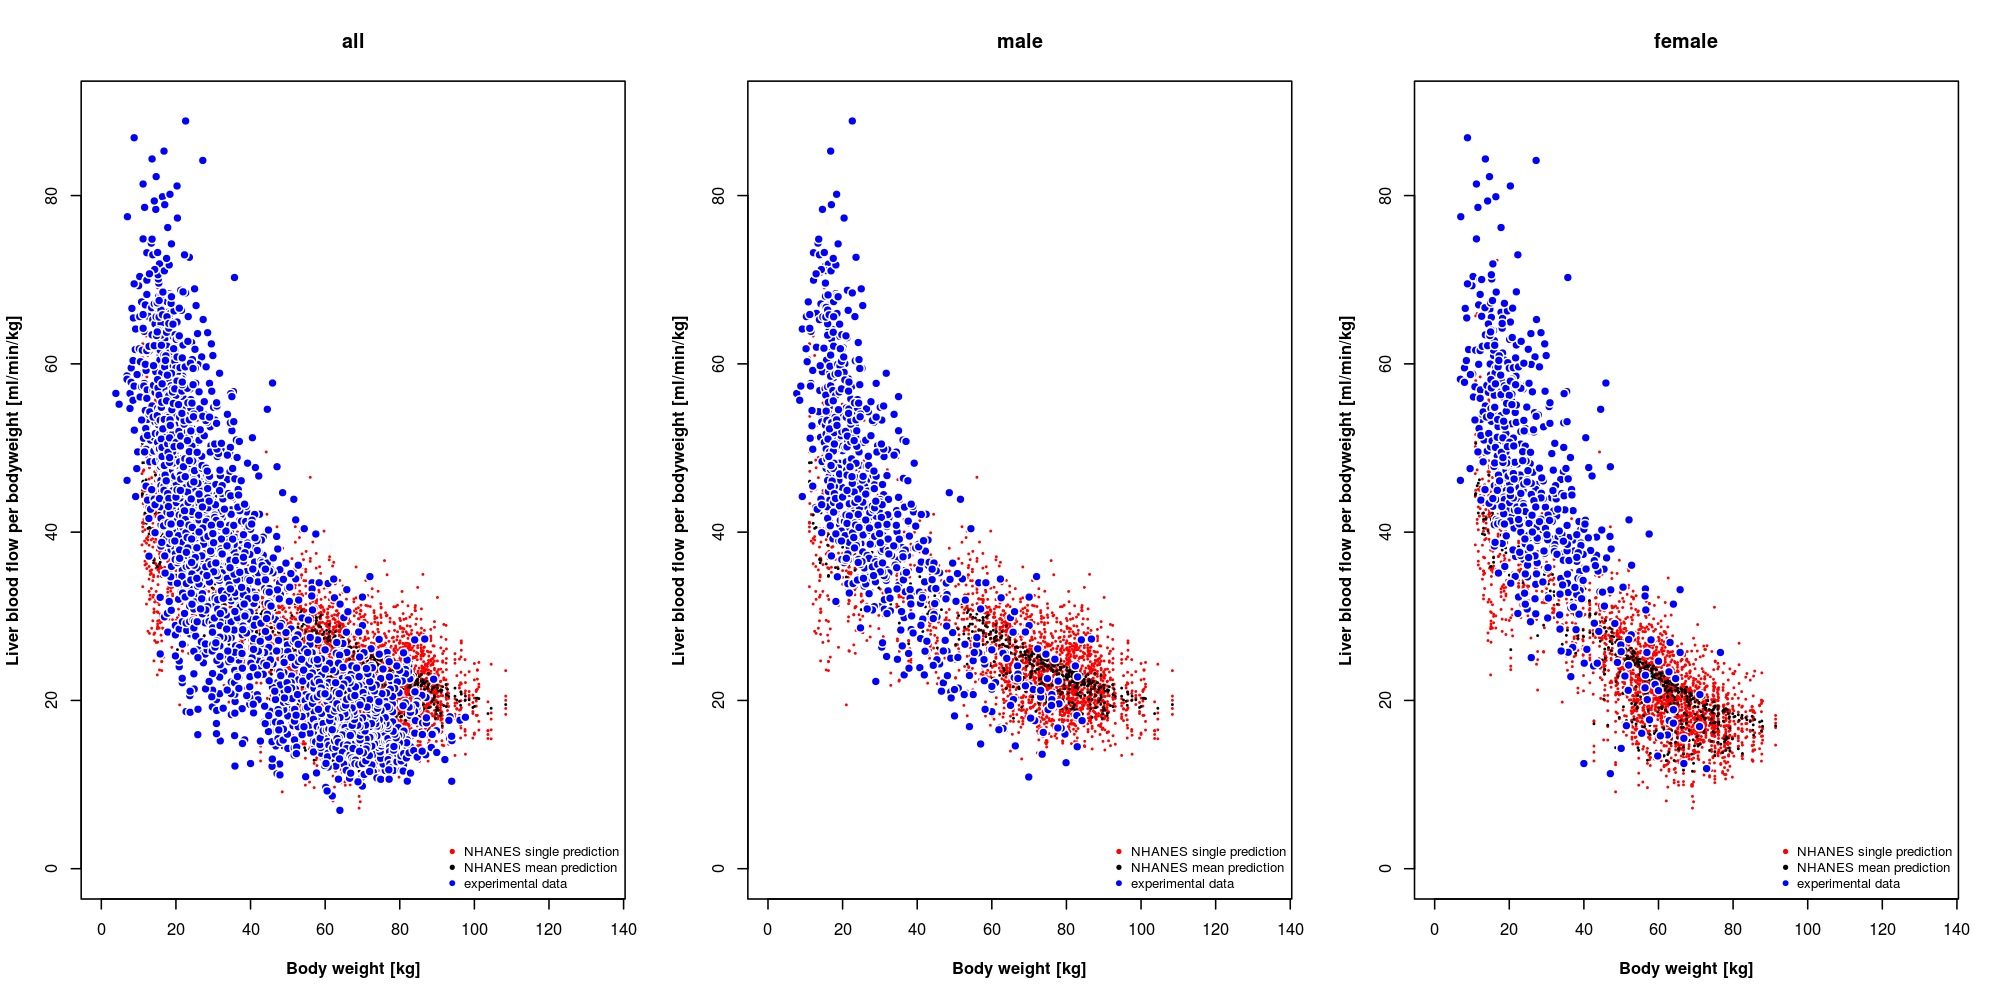 all
Liver blood flow per bodyweight [ml/min/kg]
80
60
40
20
0
NHANES single prediction
NHANES mean prediction
experimental data
0 20 40 60 80 100 120 140
Body weight [kg]
male
Liver blood flow per bodyweight [ml/min/kg]
80
60
40
20
0
NHANES single prediction
NHANES mean prediction
experimental data
0 20 40 60 80 100 120 140
Body weight [kg]
female
Liver blood flow per bodyweight [ml/min/kg]
80
60
40
20
0
NHANES single prediction
NHANES mean prediction
experimental data
0 20 40 60 80 100 120 140
Body weight [kg]